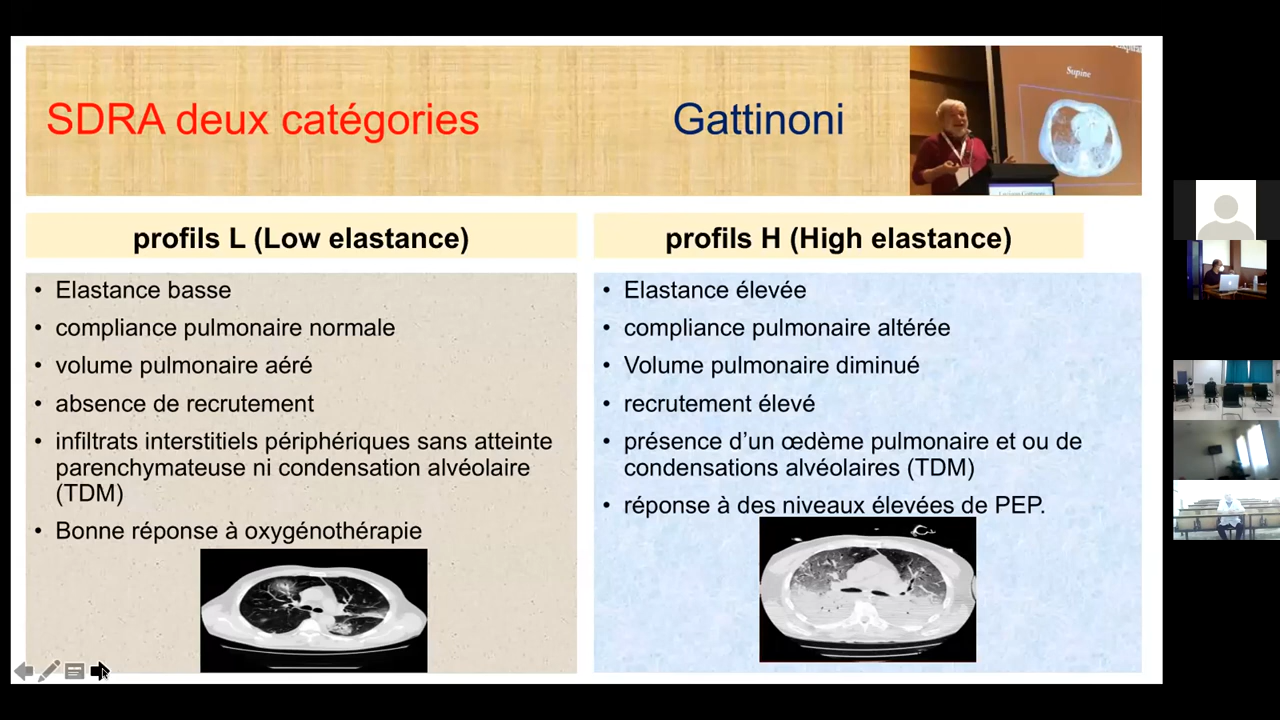 SDRA deux catégories
Gattinoni
Supine
profils L (Low elastance)
• Elastance basse
• compliance pulmonaire normale
• volume pulmonaire aéré
• absence de recrutement
• infiltrats interstitiels périphériques sans atteinte
parenchymateuse ni condensation alvéolaire
(TDM)
• Bonne réponse à oxygénothérapie
profils H (High elastance)
• Elastance élevée
• compliance pulmonaire altérée
• Volume pulmonaire diminué
• recrutement élevé
• présence d’un œdème pulmonaire et ou de
condensations alvéolaires (TDM)
• réponse à des niveaux élevées de PEP.